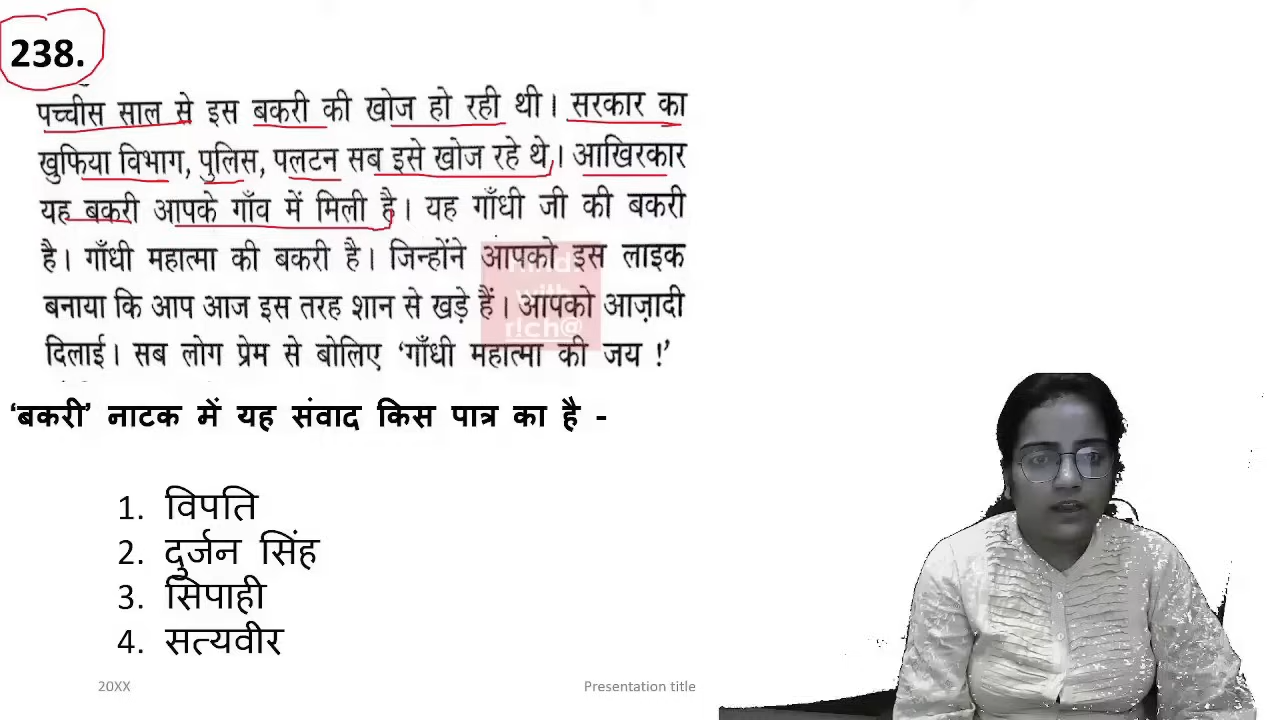 238.
पच्चीस साल से इस बकरी की खोज हो रही थी। सरकार का
खुफिया विभाग, पुलिस, पलटन सब इसे खोज रहे थे। आखिरकार
यह बकरी आपके गाँव में मिली है। यह गाँधी जी की बकरी
है। गाँधी महात्मा की बकरी है। जिन्होंने आपको इस लाइक
बनाया कि आप आज इस तरह शान से खड़े हैं। आपको आज़ादी
दिलाई। सब लोग प्रेम से बोलिए ‘गाँधी महात्मा की जय !’
with
r!ch@
‘बकरी’ नाटक में यह संवाद किस पात्र का है -
1. विपति
2. दुर्जन सिंह
3. सिपाही
4. सत्यवीर
20XX Presentation title